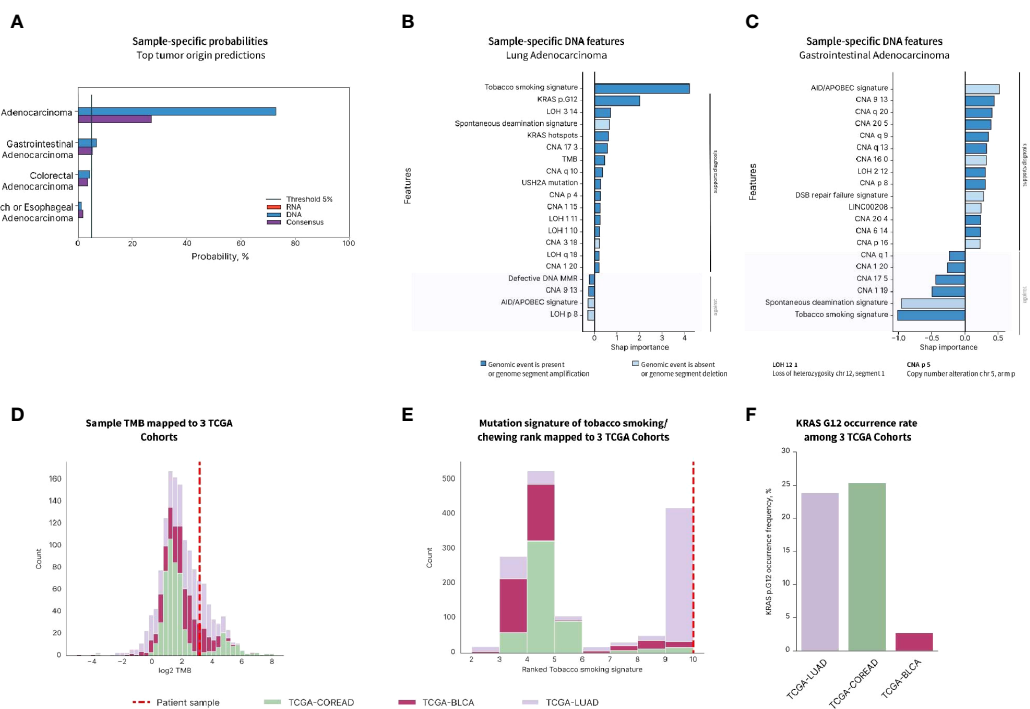 A
Sample-specific probabilities
Top tumor origin predictions
Adenocarcinoma
Gastrointestinal
Adenocarcinoma
Colorectal
Adenocarcinoma
ch or Esophageal
Adenocarcinoma
Threshold 5%
RNA
DNA
Consensus
0 20 40 60 80 100
Probability, %
B
Sample-specific DNA features
Lung Adenocarcinoma
Features
Tobacco smoking signature
KRAS p.G12
LOH 3 14
Spontaneous deamination signature
KRAS hotspots
CNA 17 3
TMB
CNA q 10
USH2A mutation
CNA p 4
CNA 1 15
LOH 1 11
LOH 1 10
CNA 3 18
LOH q 18
CNA 1 20
Defective DNA MMR
CNA 9 13
AID/APOBEC signature
LOH p 8
supports diagnosis
against
0 1 2 3 4
Shap importance
C
Sample-specific DNA features
Gastrointestinal Adenocarcinoma
Features
AID/APOBEC signature
CNA 9 13
CNA q 20
CNA 20 5
CNA q 9
CNA q 13
CNA 16 0
LOH 2 12
CNA p 8
DSB repair failure signature
LINC00208
CNA 20 4
CNA 6 14
CNA p 16
CNA q 1
CNA 1 20
CNA 17 5
CNA 1 19
Spontaneous deamination signature
Tobacco smoking signature
supports diagnosis
against
−1.0 −0.5 0.0 0.5
Shap importance
Genomic event is present
or genome segment amplification
Genomic event is absent
or genome segment deletion
LOH 12 1
Loss of heterozygosity chr 12, segment 1
CNA p 5
Copy number alteration chr 5, arm p
D
Sample TMB mapped to 3 TCGA
Cohorts
Count
160
140
120
100
80
60
40
20
0
−4 −2 0 2 4 6 8
log2 TMB
E
Mutation signature of tobacco smoking/
chewing rank mapped to 3 TCGA Cohorts
Count
500
400
300
200
100
0
2 3 4 5 6 7 8 9 10
Ranked Tobacco smoking signature
F
KRAS G12 occurrence rate
among 3 TCGA Cohorts
KRAS p.G12 occurrence frequency, %
30
25
20
15
10
5
0
TCGA-LUAD
TCGA-COREAD
TCGA-BLCA
Patient sample
TCGA-COREAD
TCGA-BLCA
TCGA-LUAD